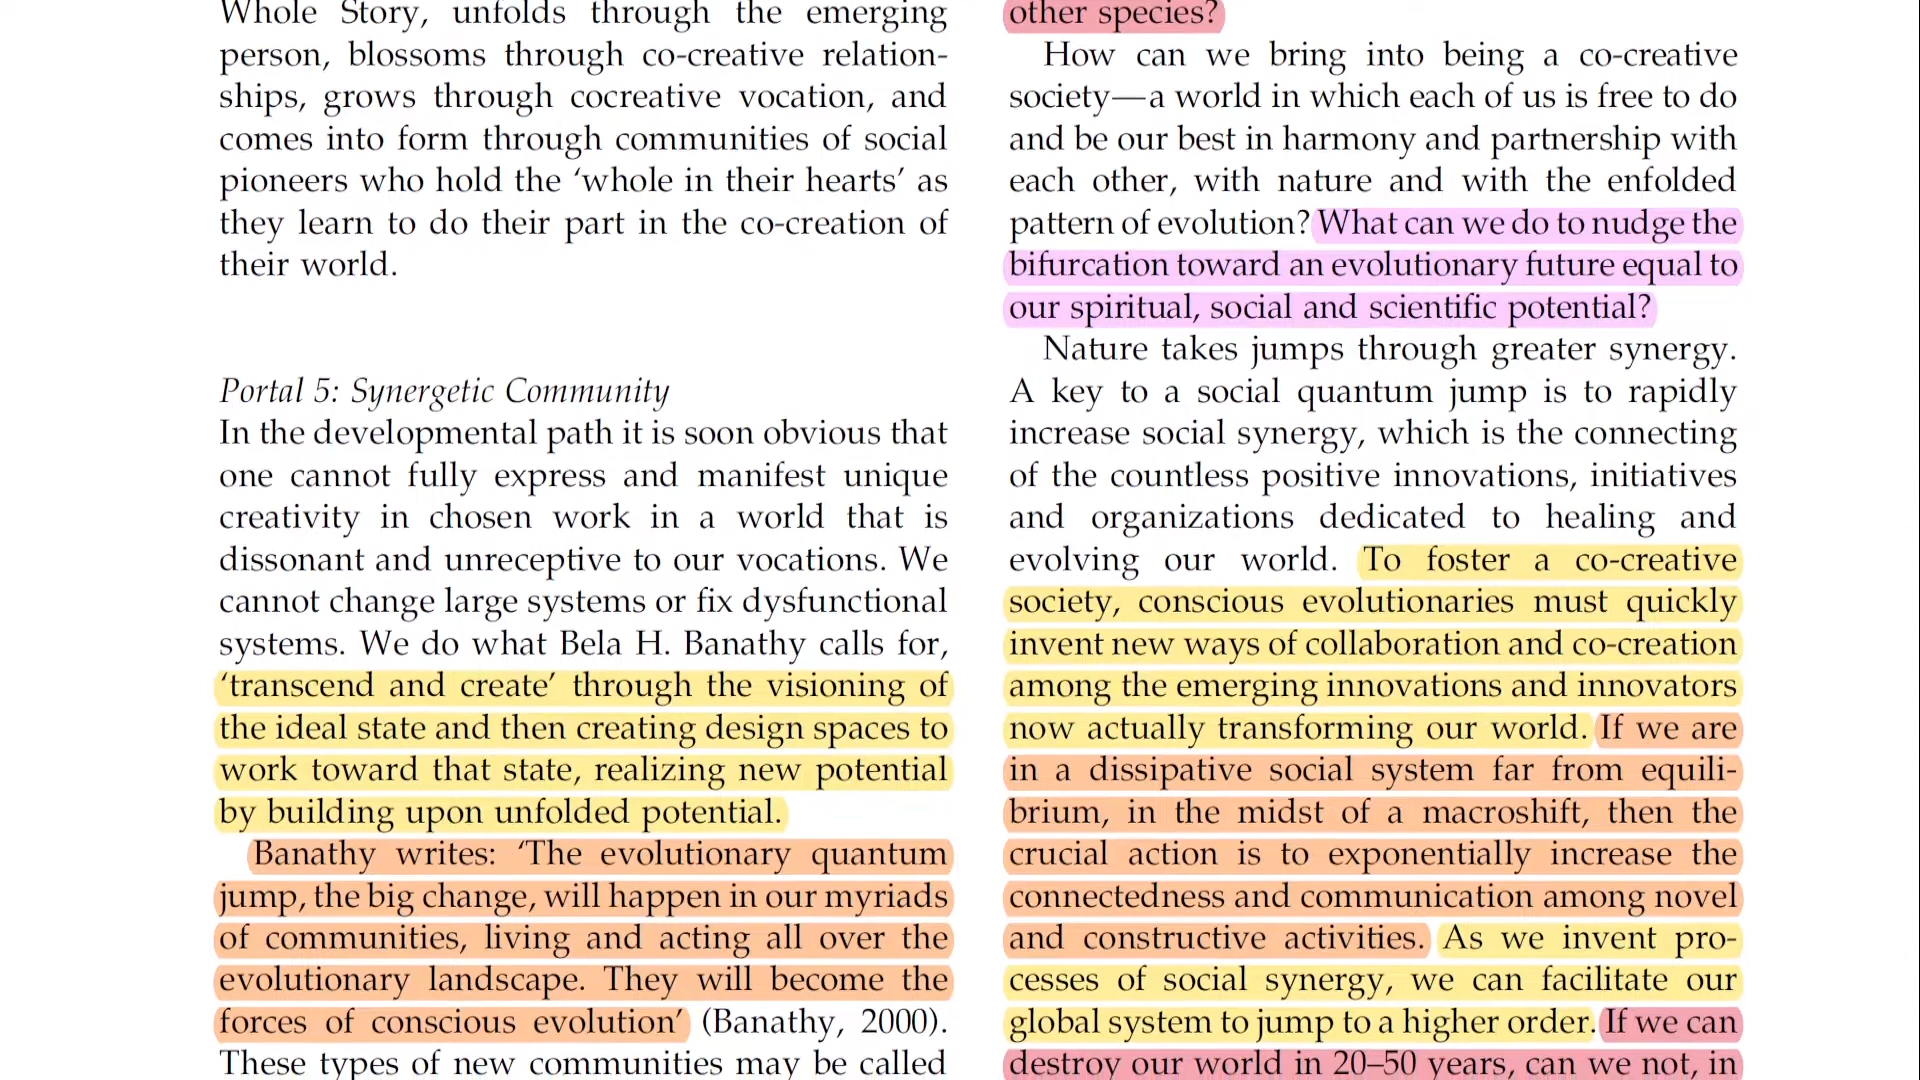 Whole Story, unfolds through the emerging
person, blossoms through co-creative relation-
ships, grows through cocreative vocation, and
comes into form through communities of social
pioneers who hold the ‘whole in their hearts’ as
they learn to do their part in the co-creation of
their world.
Portal 5: Synergetic Community
In the developmental path it is soon obvious that
one cannot fully express and manifest unique
creativity in chosen work in a world that is
dissonant and unreceptive to our vocations. We
cannot change large systems or fix dysfunctional
systems. We do what Bela H. Banathy calls for,
‘transcend and create’ through the visioning of
the ideal state and then creating design spaces to
work toward that state, realizing new potential
by building upon unfolded potential.
Banathy writes: ‘The evolutionary quantum
jump, the big change, will happen in our myriads
of communities, living and acting all over the
evolutionary landscape. They will become the
forces of conscious evolution’ (Banathy, 2000).
These types of new communities may be called
other species?
How can we bring into being a co-creative
society—a world in which each of us is free to do
and be our best in harmony and partnership with
each other, with nature and with the enfolded
pattern of evolution? What can we do to nudge the
bifurcation toward an evolutionary future equal to
our spiritual, social and scientific potential?
Nature takes jumps through greater synergy.
A key to a social quantum jump is to rapidly
increase social synergy, which is the connecting
of the countless positive innovations, initiatives
and organizations dedicated to healing and
evolving our world. To foster a co-creative
society, conscious evolutionaries must quickly
invent new ways of collaboration and co-creation
among the emerging innovations and innovators
now actually transforming our world. If we are
in a dissipative social system far from equili-
brium, in the midst of a macroshift, then the
crucial action is to exponentially increase the
connectedness and communication among novel
and constructive activities. As we invent pro-
cesses of social synergy, we can facilitate our
global system to jump to a higher order. If we can
destroy our world in 20–50 years, can we not, in